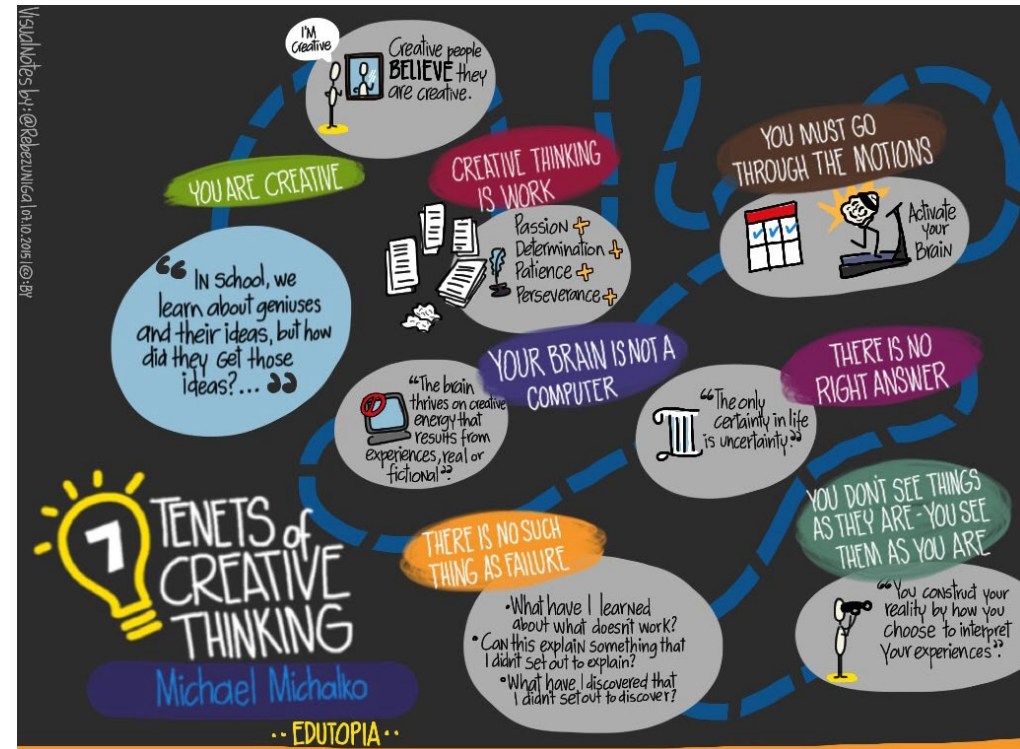 VisualNotes by: @RebeZuniga | 07.10.2015 | @:BY
I'M
Creative
Creative people
BELIEVE they
are creative.
YOU ARE CREATIVE
CREATIVE THINKING
IS WORK
Passion +
Determination +
Patience +
Perseverance +
YOU MUST GO
THROUGH THE MOTIONS
Activate
your
Brain
“ In school, we
learn about geniuses
and their ideas, but how
did they get those
ideas?... ”
YOUR BRAIN IS NOT A
COMPUTER
“The brain
thrives on creative
energy that
results from
experiences, real or
fictional”.
THERE IS NO
RIGHT ANSWER
“The only
certainty in life
is uncertainty.”
7
TENETS of
CREATIVE
THINKING
Michael Michalko
·· EDUTOPIA ··
THERE IS NO SUCH
THING AS FAILURE
•What have I learned
about what doesn't work?
•Can this explain something that
I didn't set out to explain?
•What have I discovered that
I didn't set out to discover?
YOU DON'T SEE THINGS
AS THEY ARE - YOU SEE
THEM AS YOU ARE
“You construct your
reality by how you
choose to interpret
Your experiences”.